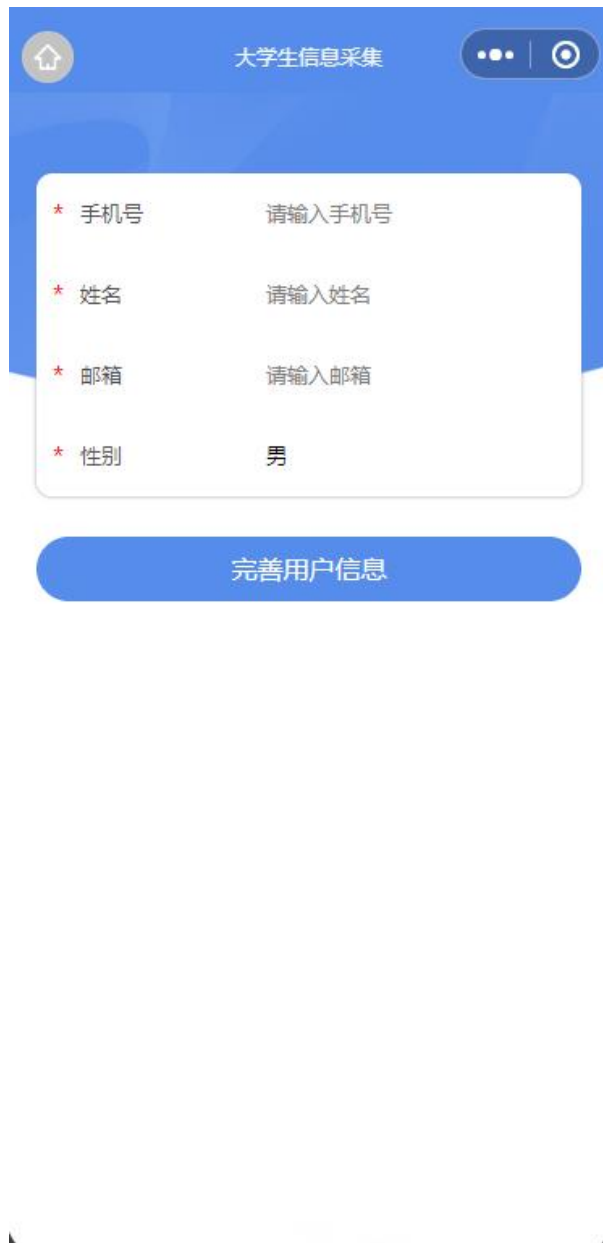 大学生信息采集
* 手机号 请输入手机号
* 姓名 请输入姓名
* 邮箱 请输入邮箱
* 性别 男
完善用户信息